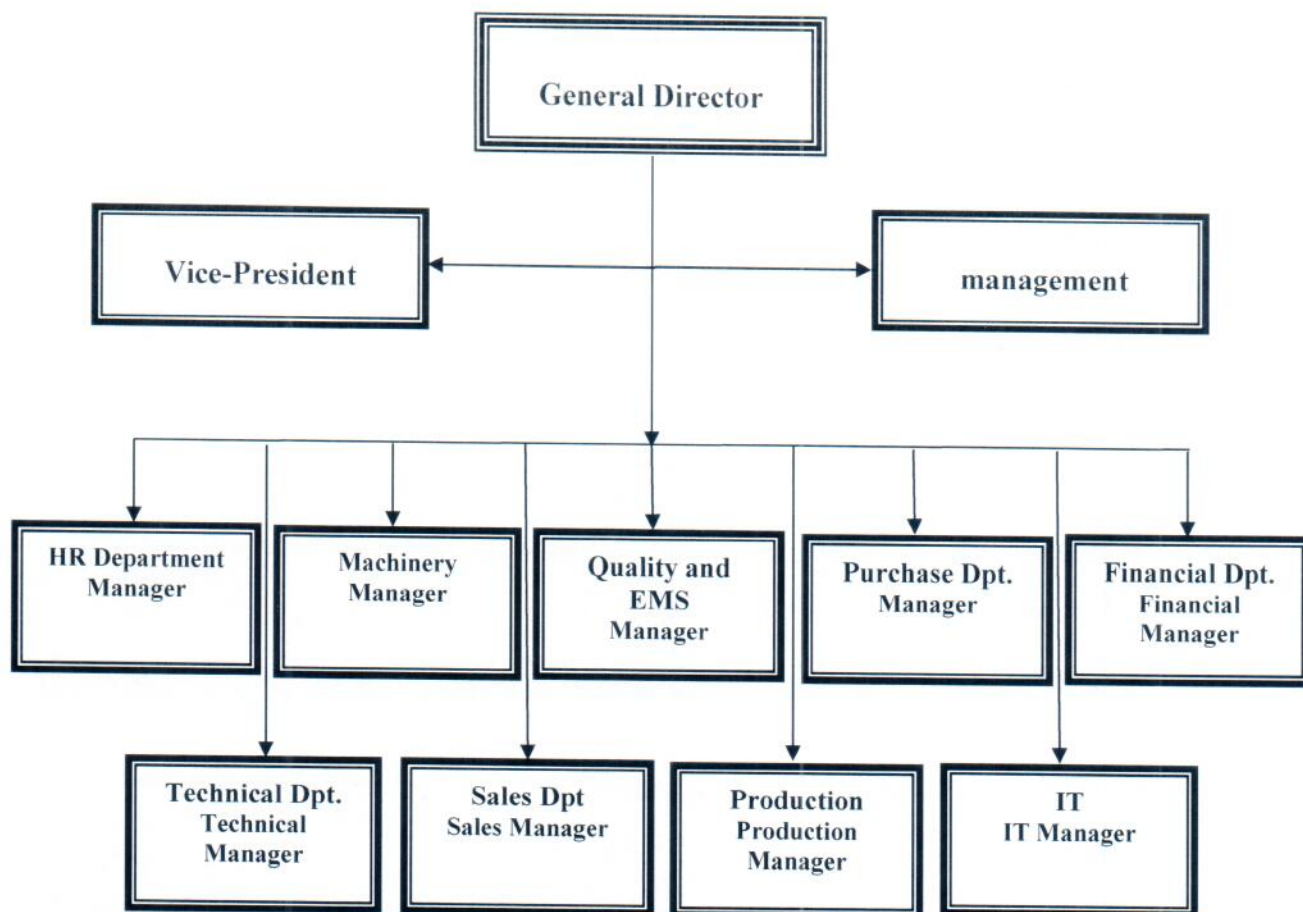 General Director
Vice-President
management
HR Department
Manager
Machinery
Manager
Quality and
EMS
Manager
Purchase Dpt.
Manager
Financial Dpt.
Financial
Manager
Technical Dpt.
Technical
Manager
Sales Dpt
Sales Manager
Production
Production
Manager
IT
IT Manager